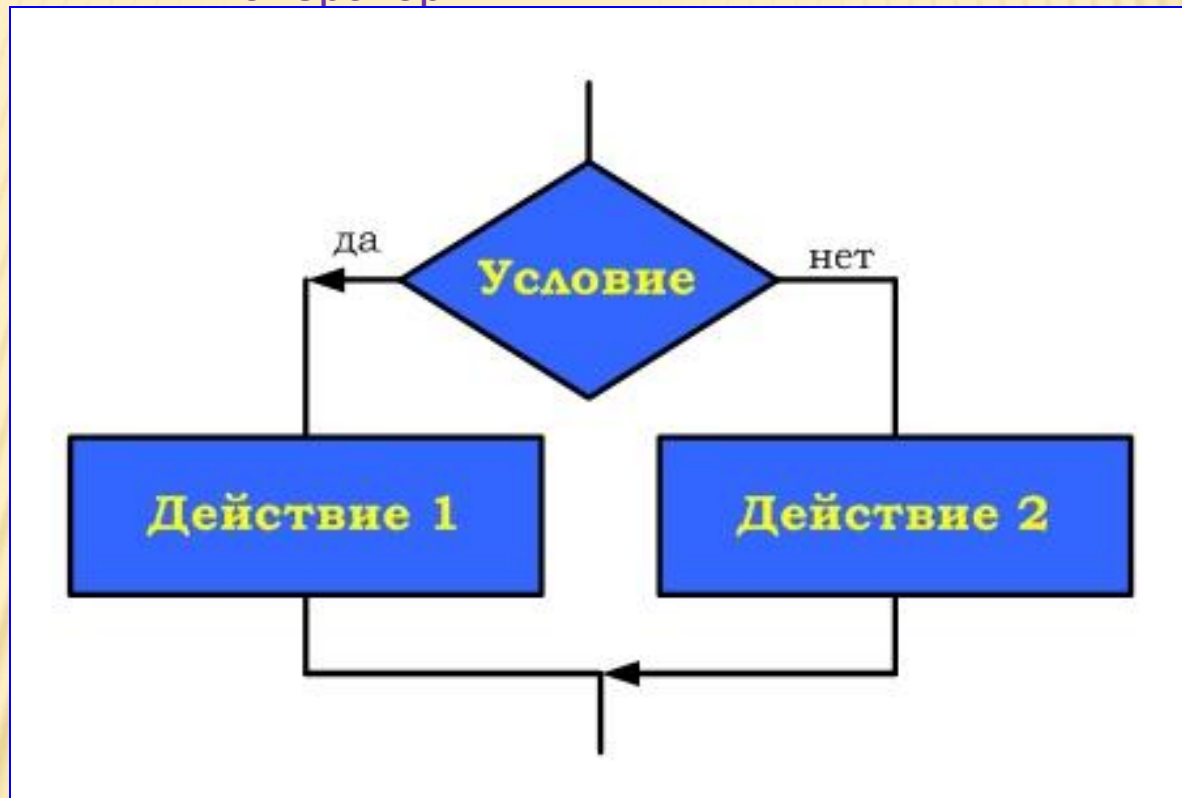 да
Условие
нет
Действие 1
Действие 2